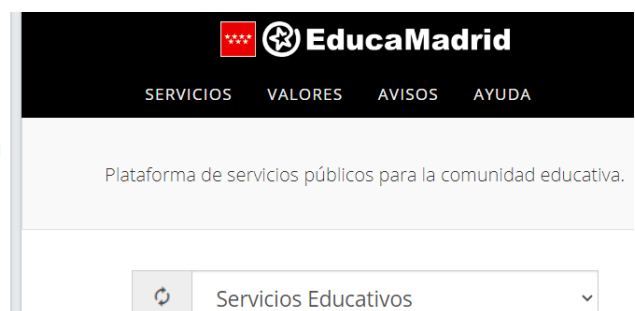 EducaMadrid
SERVICIOS VALORES AVISOS AYUDA
Plataforma de servicios públicos para la comunidad educativa.
Servicios Educativos